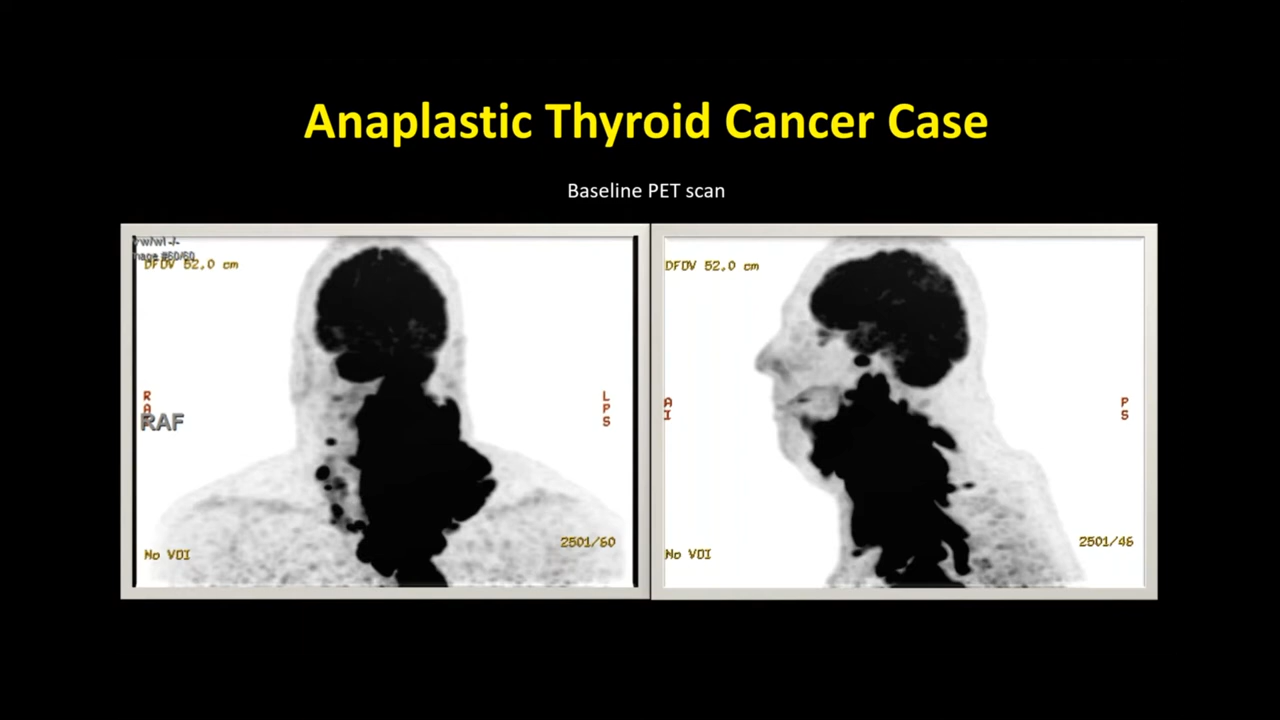 Anaplastic Thyroid Cancer Case
Baseline PET scan
DFOV 52.0 cm
R
A
RAF
L
P
S
No VOI
2501/60
DFOV 52.0 cm
A
I
P
S
No VOI
2501/46